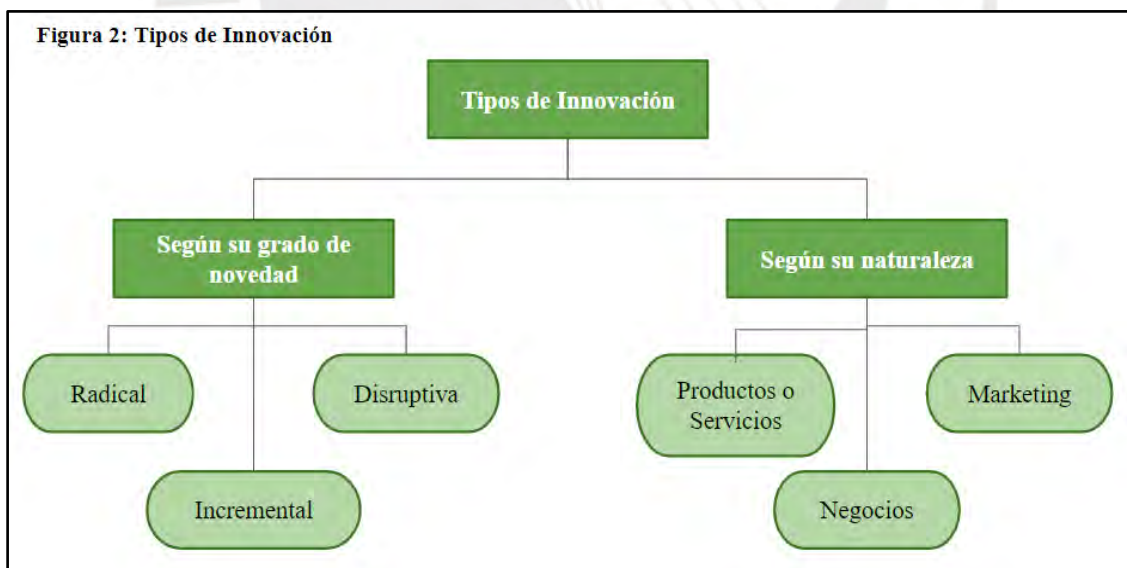 Figura 2: Tipos de Innovación
Tipos de Innovación
Según su grado de
novedad
Según su naturaleza
Radical
Disruptiva
Incremental
Productos o
Servicios
Marketing
Negocios